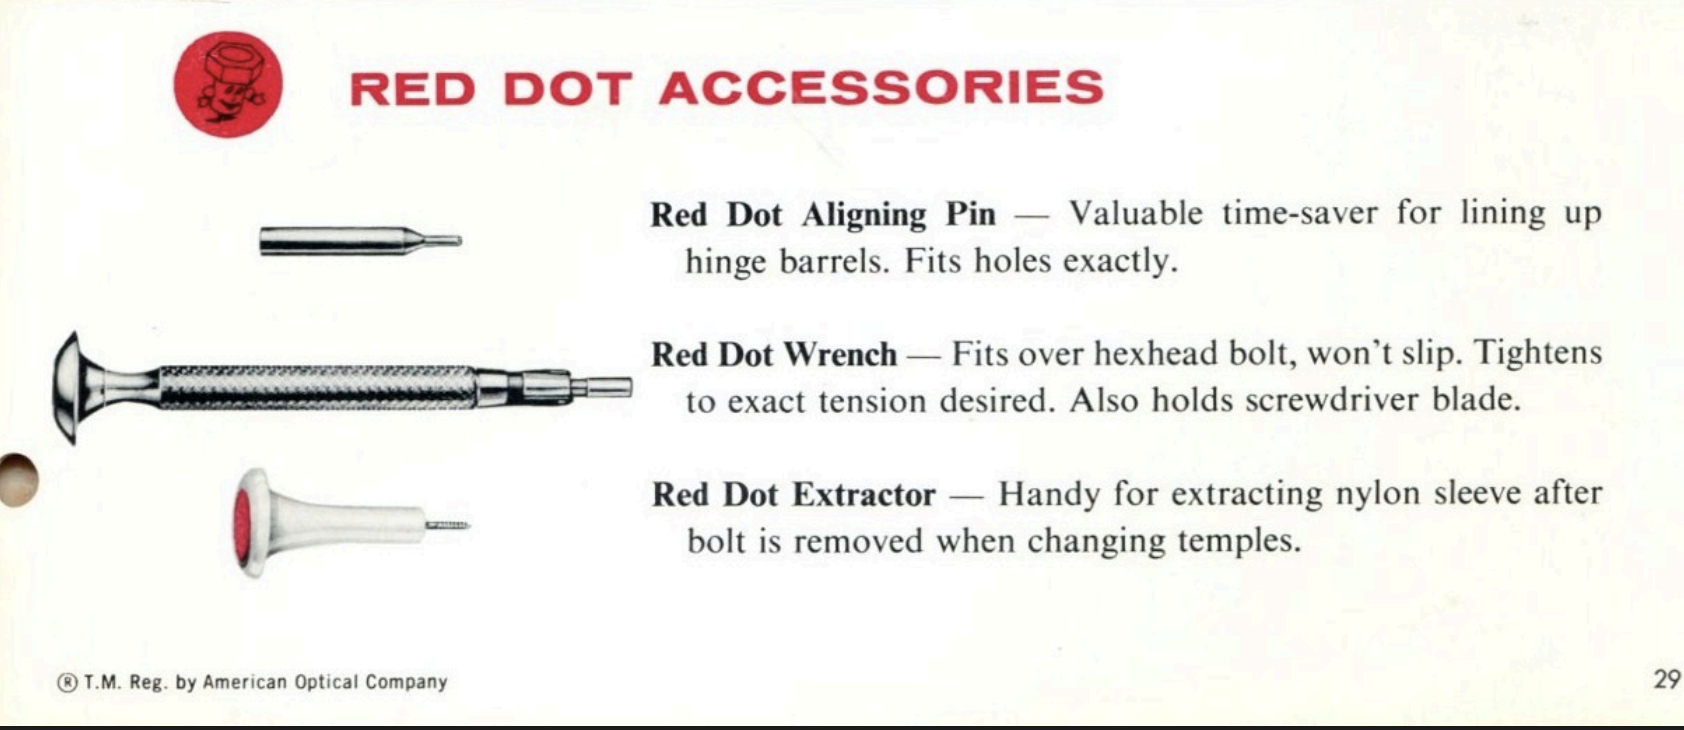 RED DOT ACCESSORIES
Red Dot Aligning Pin — Valuable time-saver for lining up
hinge barrels. Fits holes exactly.
Red Dot Wrench — Fits over hexhead bolt, won't slip. Tightens
to exact tension desired. Also holds screwdriver blade.
Red Dot Extractor — Handy for extracting nylon sleeve after
bolt is removed when changing temples.
® T.M. Reg. by American Optical Company
29